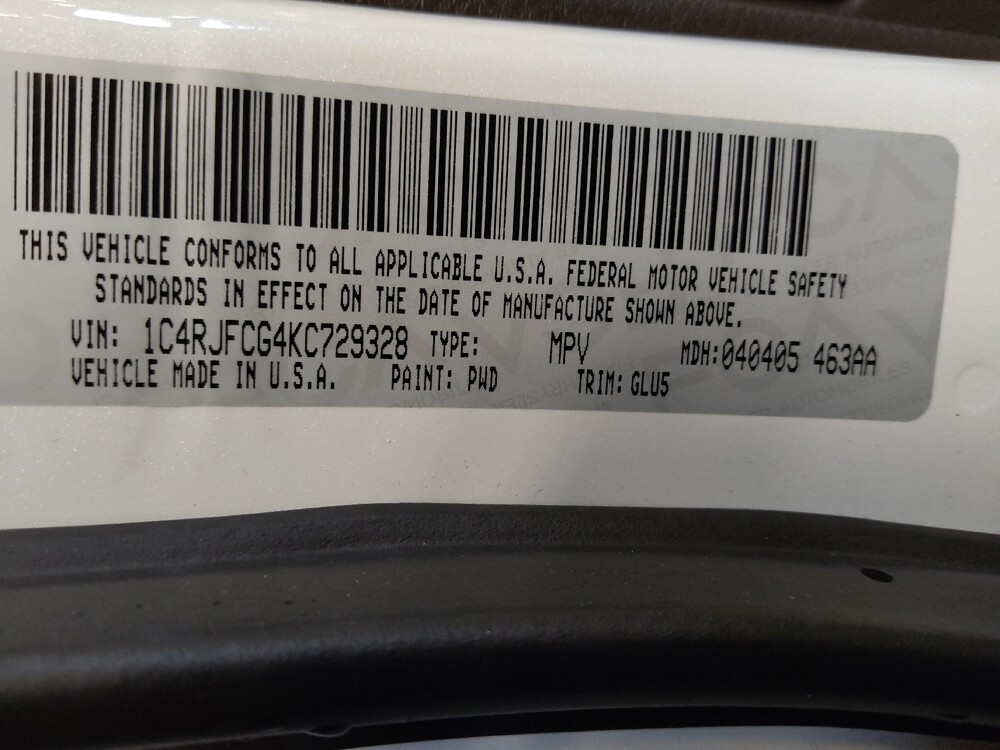 THIS VEHICLE CONFORMS TO ALL APPLICABLE U.S.A. FEDERAL MOTOR VEHICLE SAFETY
STANDARDS IN EFFECT ON THE DATE OF MANUFACTURE SHOWN ABOVE.
VIN: 1C4RJFCG4KC729328 TYPE: MPV MDH:040405 463AA
VEHICLE MADE IN U.S.A. PAINT: PWD TRIM: GLU5